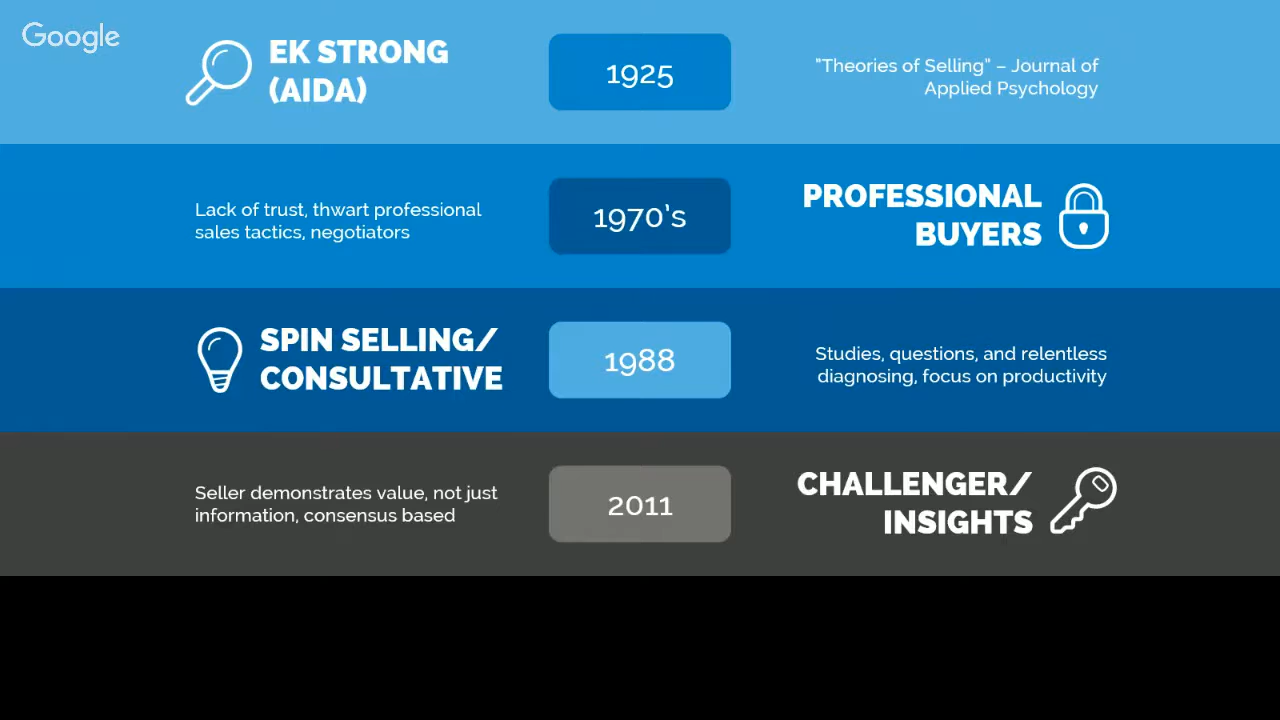 Google
EK STRONG
(AIDA)
1925
"Theories of Selling" – Journal of
Applied Psychology
Lack of trust, thwart professional
sales tactics, negotiators
1970's
PROFESSIONAL
BUYERS
SPIN SELLING/
CONSULTATIVE
1988
Studies, questions, and relentless
diagnosing, focus on productivity
Seller demonstrates value, not just
information, consensus based
2011
CHALLENGER/
INSIGHTS